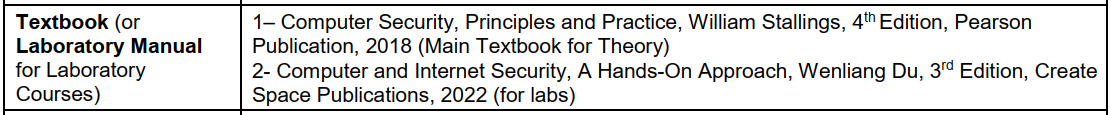 Textbook (or
Laboratory Manual
for Laboratory
Courses)
1– Computer Security, Principles and Practice, William Stallings, 4th Edition, Pearson
Publication, 2018 (Main Textbook for Theory)
2- Computer and Internet Security, A Hands-On Approach, Wenliang Du, 3rd Edition, Create
Space Publications, 2022 (for labs)